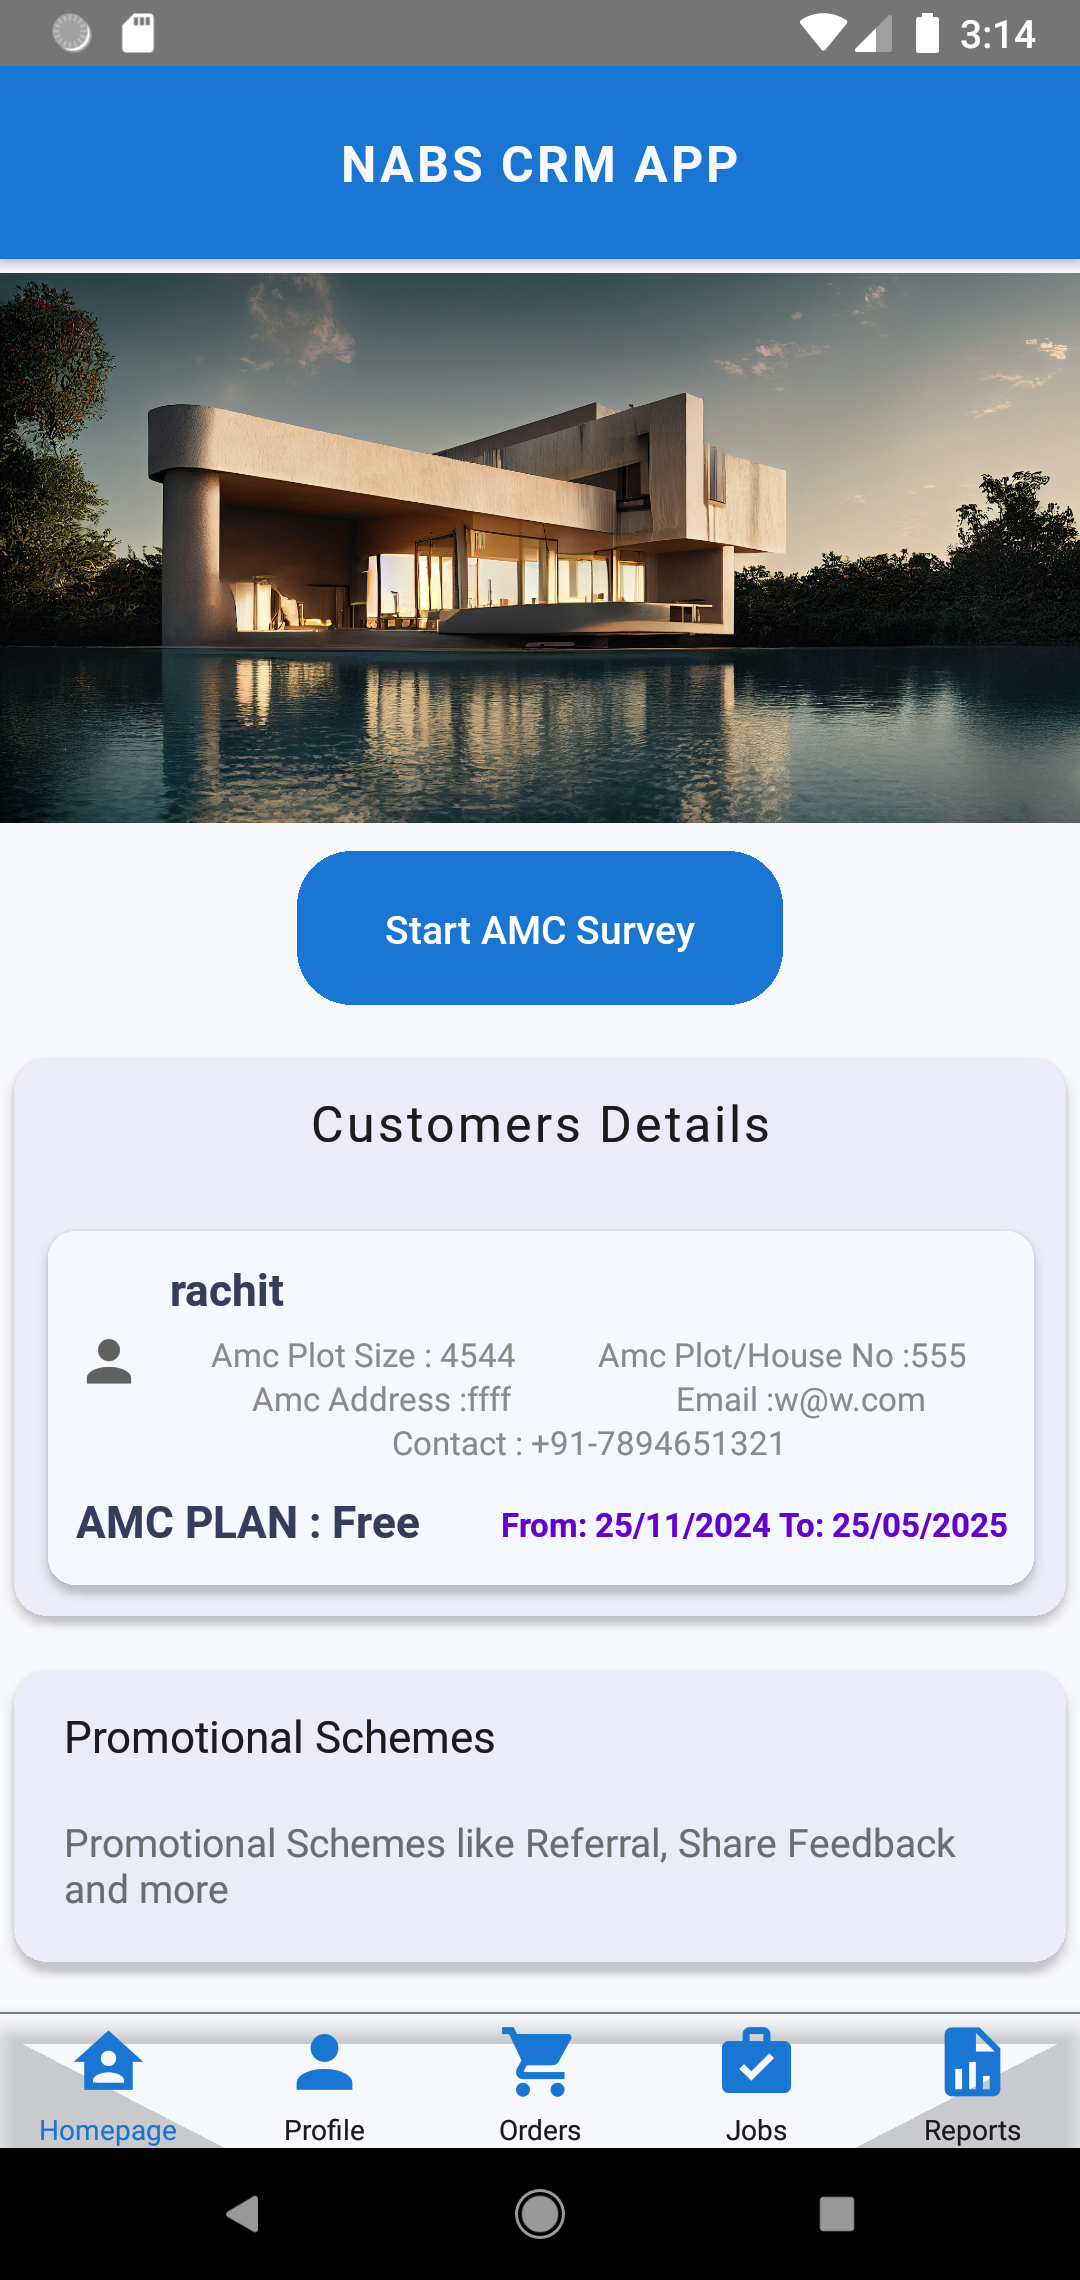 3:14
NABS CRM APP
Start AMC Survey
Customers Details
rachit
Amc Plot Size : 4544 Amc Plot/House No :555
Amc Address :ffff Email :w@w.com
Contact : +91-7894651321
AMC PLAN : Free From: 25/11/2024 To: 25/05/2025
Promotional Schemes
Promotional Schemes like Referral, Share Feedback
and more
Homepage Profile Orders Jobs Reports